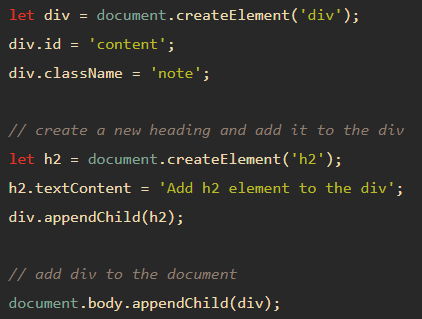 let div = document.createElement('div');
div.id = 'content';
div.className = 'note';
// create a new heading and add it to the div
let h2 = document.createElement('h2');
h2.textContent = 'Add h2 element to the div';
div.appendChild(h2);
// add div to the document
document.body.appendChild(div);